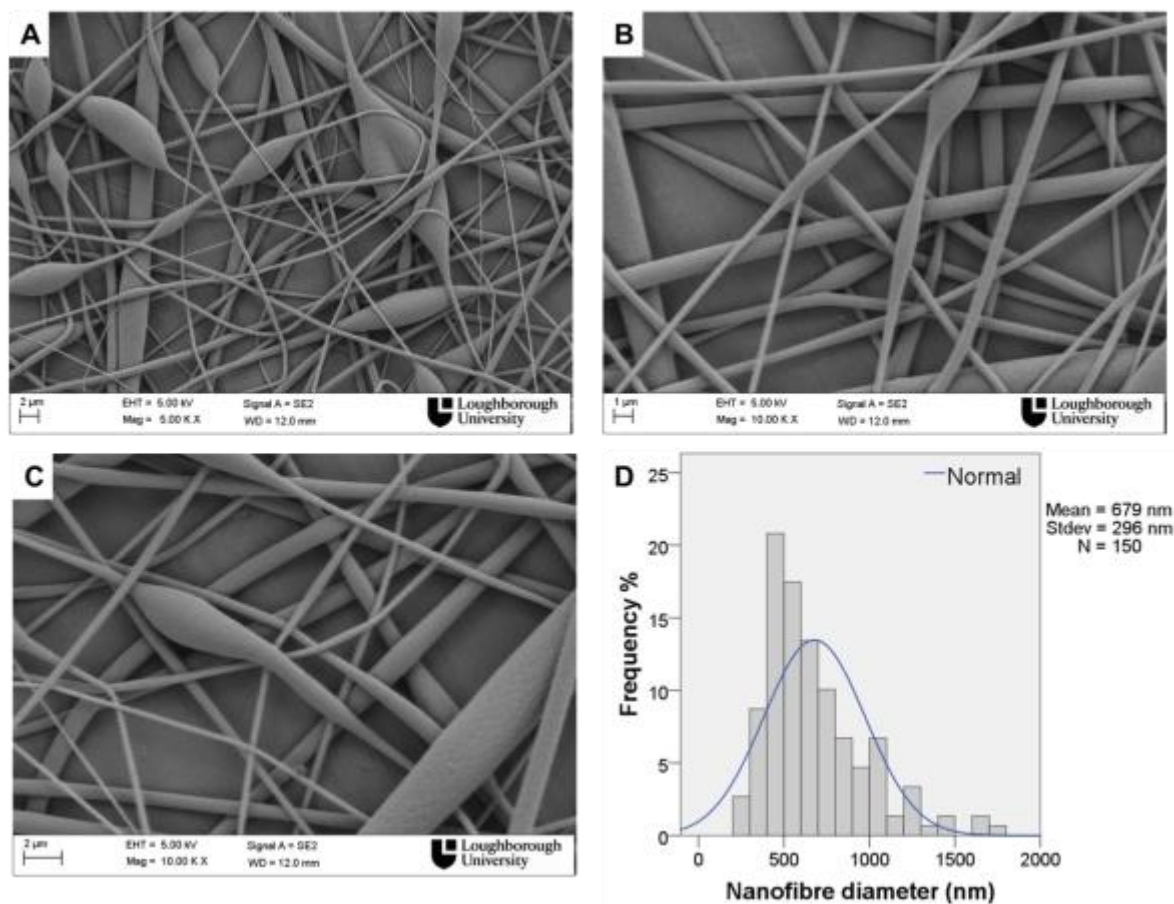 A
2 µm
EHT = 5.00 kV
Mag = 5.00 K X
Signal A = SE2
WD = 12.0 mm
Loughborough
University
B
1 µm
EHT = 5.00 kV
Mag = 10.00 K X
Signal A = SE2
WD = 12.0 mm
Loughborough
University
C
2 µm
EHT = 5.00 kV
Mag = 10.00 K X
Signal A = SE2
WD = 12.0 mm
Loughborough
University
D
Normal
Mean = 679 nm
Stdev = 296 nm
N = 150
25
20
15
10
5
0
Frequency %
0 500 1000 1500 2000
Nanofibre diameter (nm)